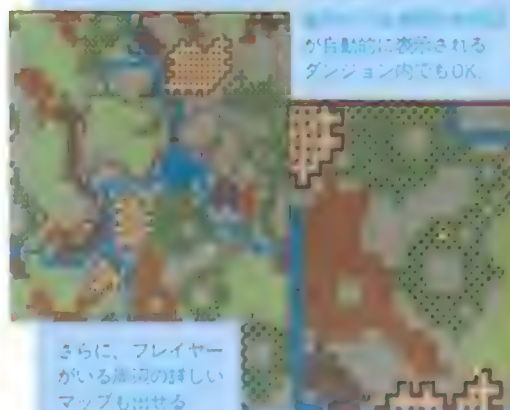 が自動的に表示される
ダンジョン内でもOK.
さらに、プレイヤー
がいる周囲の詳しい
マップも出せる